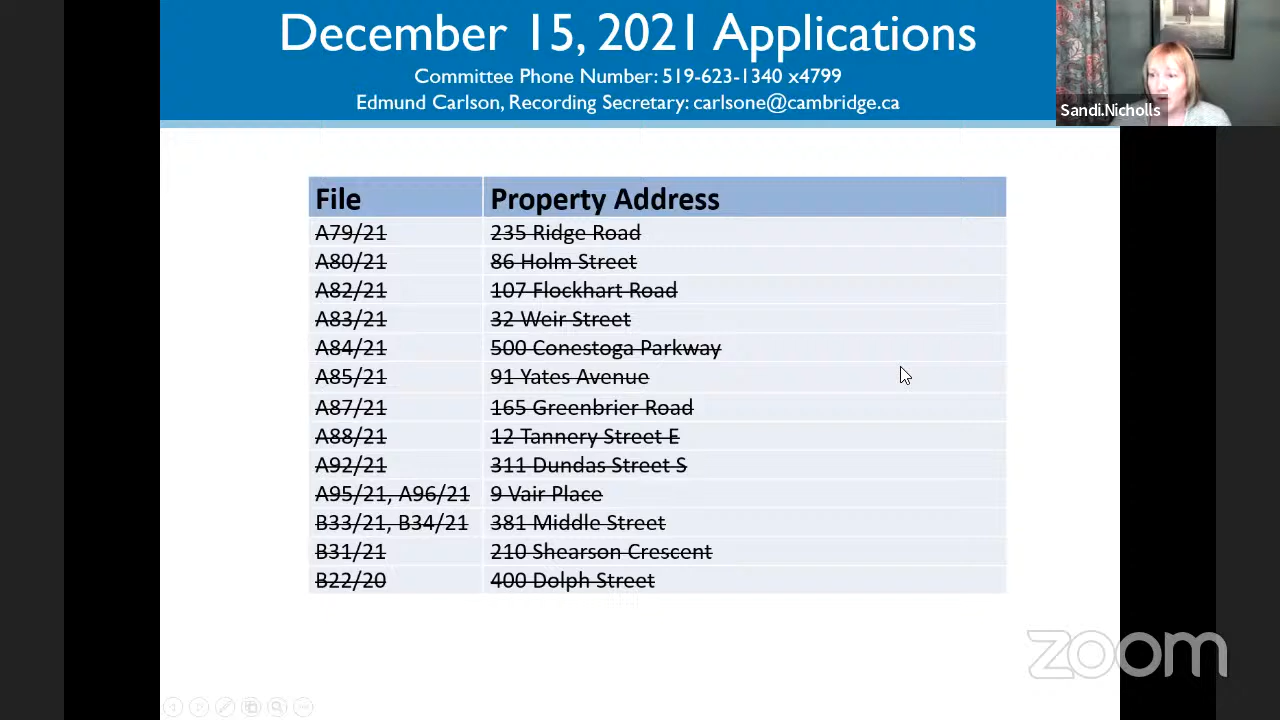 December 15, 2021 Applications
Committee Phone Number: 519-623-1340 x4799
Edmund Carlson, Recording Secretary: carlsone@cambridge.ca
Sandi.Nicholls
File Property Address
A79/21 235 Ridge Road
A80/21 86 Holm Street
A82/21 107 Flockhart Road
A83/21 32 Weir Street
A84/21 500 Conestoga Parkway
A85/21 91 Yates Avenue
A87/21 165 Greenbrier Road
A88/21 12 Tannery Street E
A92/21 311 Dundas Street S
A95/21, A96/21 9 Vair Place
B33/21, B34/21 381 Middle Street
B31/21 210 Shearson Crescent
B22/20 400 Dolph Street
zoom